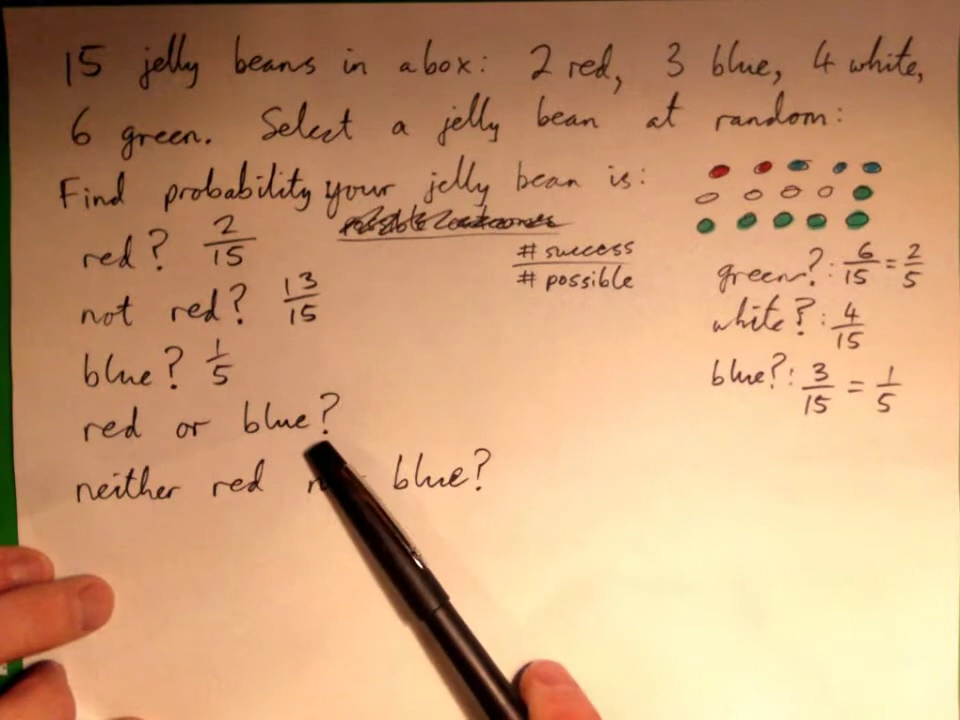 15 jelly beans in a box: 2 red, 3 blue, 4 white,
6 green. Select a jelly bean at random:
Find probability your jelly bean is:
red? 2/15
# success
# possible
not red? 13/15
blue? 1/5
red or blue?
neither red blue?
green?: 6/15 = 2/5
white?: 4/15
blue?: 3/15 = 1/5